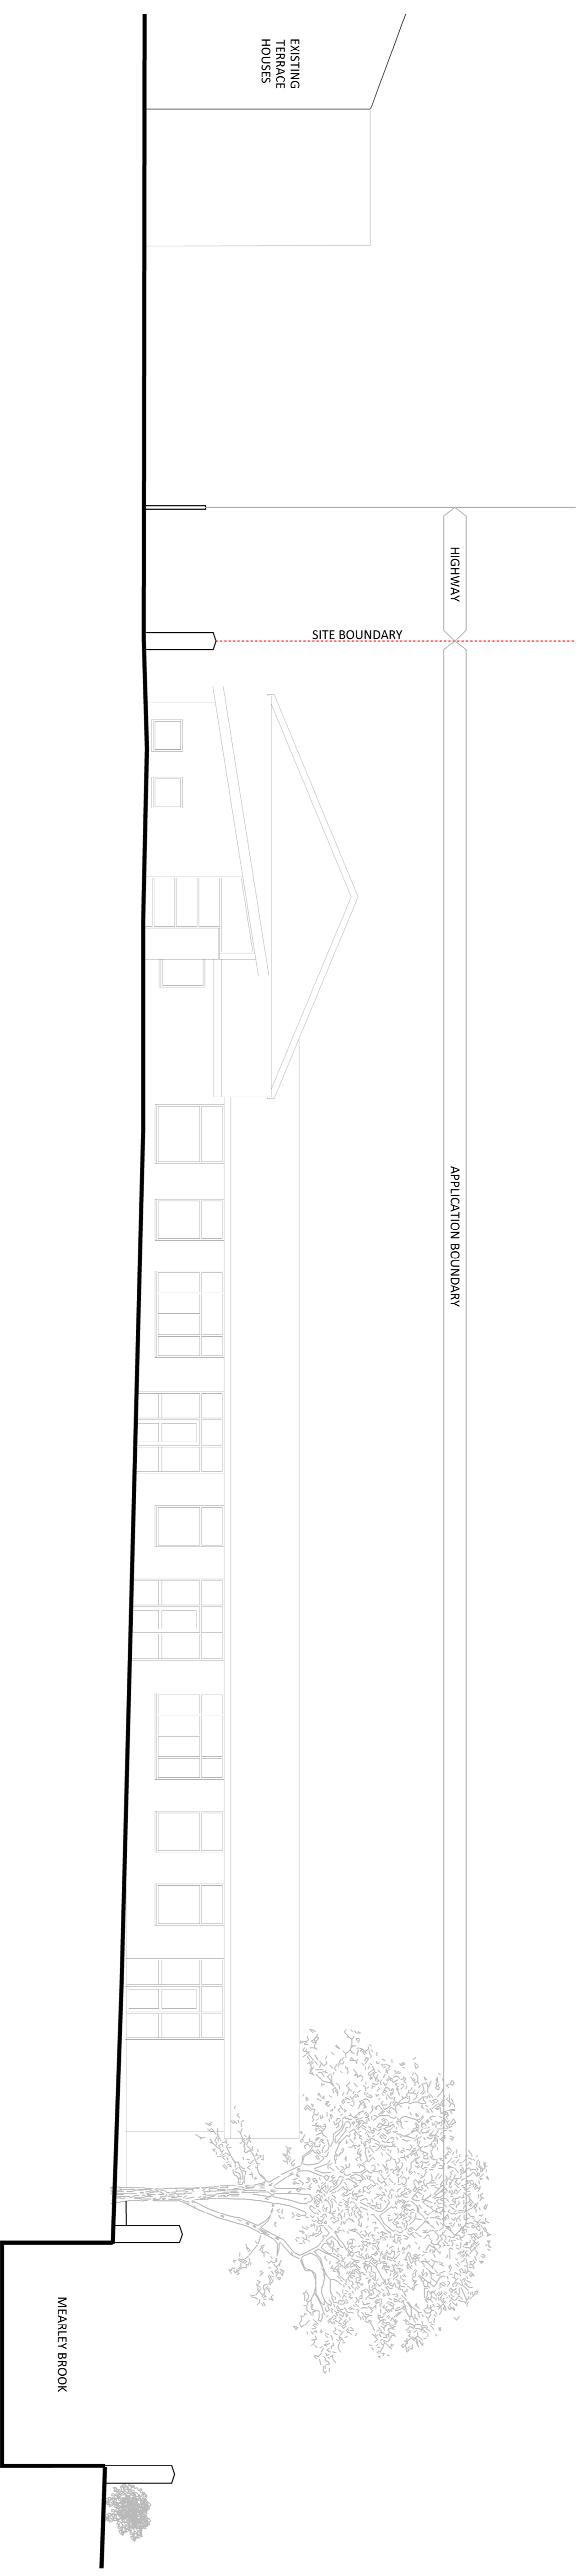 EXISTING
TERRACE
HOUSES
HIGHWAY
SITE BOUNDARY
APPLICATION BOUNDARY
MEARLEY BROOK